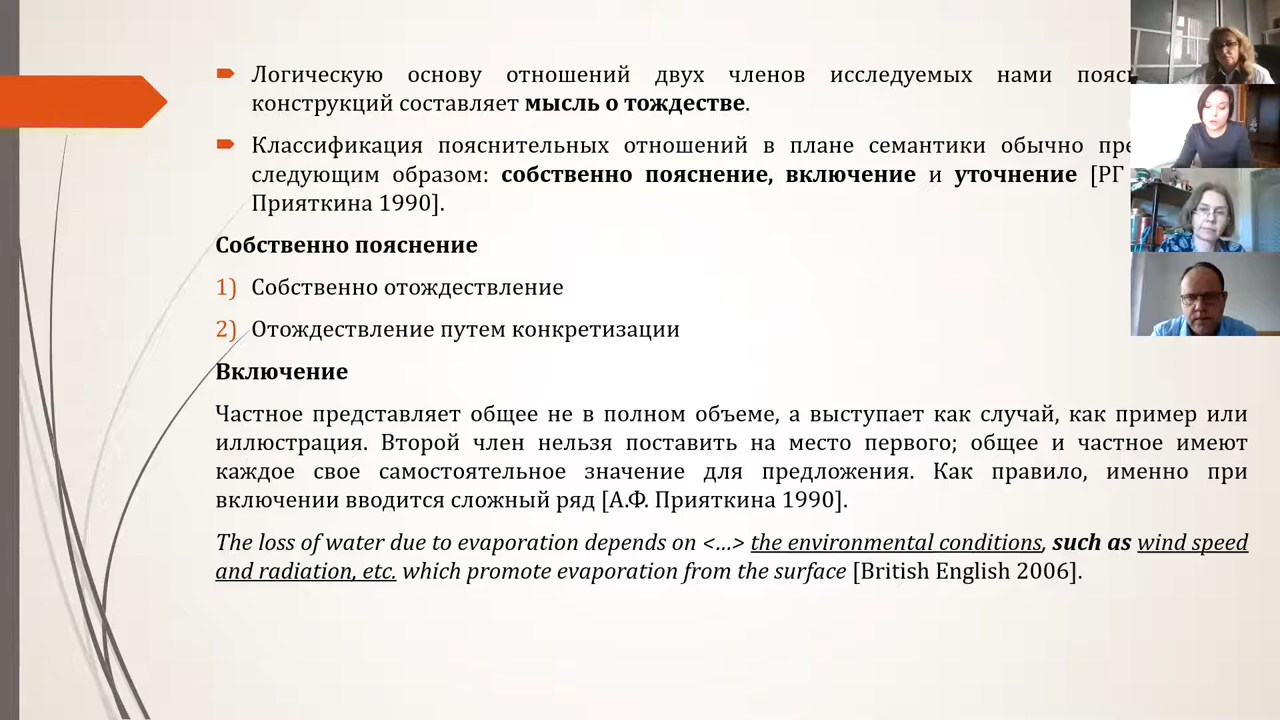 Логическую основу отношений двух членов исследуемых нами
конструкций составляет мысль о тождестве.
Классификация пояснительных отношений в плане семантики обычно
следующим образом: собственно пояснение, включение и уточнение [РГ
Прияткина 1990].
Собственно пояснение
1) Собственно отождествление
2) Отождествление путем конкретизации
Включение
Частное представляет общее не в полном объеме, а выступает как случай, как пример или
иллюстрация. Второй член нельзя поставить на место первого; общее и частное имеют
каждое свое самостоятельное значение для предложения. Как правило, именно при
включении вводится сложный ряд [А.Ф. Прияткина 1990].
The loss of water due to evaporation depends on <…> the environmental conditions, such as wind speed
and radiation, etc. which promote evaporation from the surface [British English 2006].